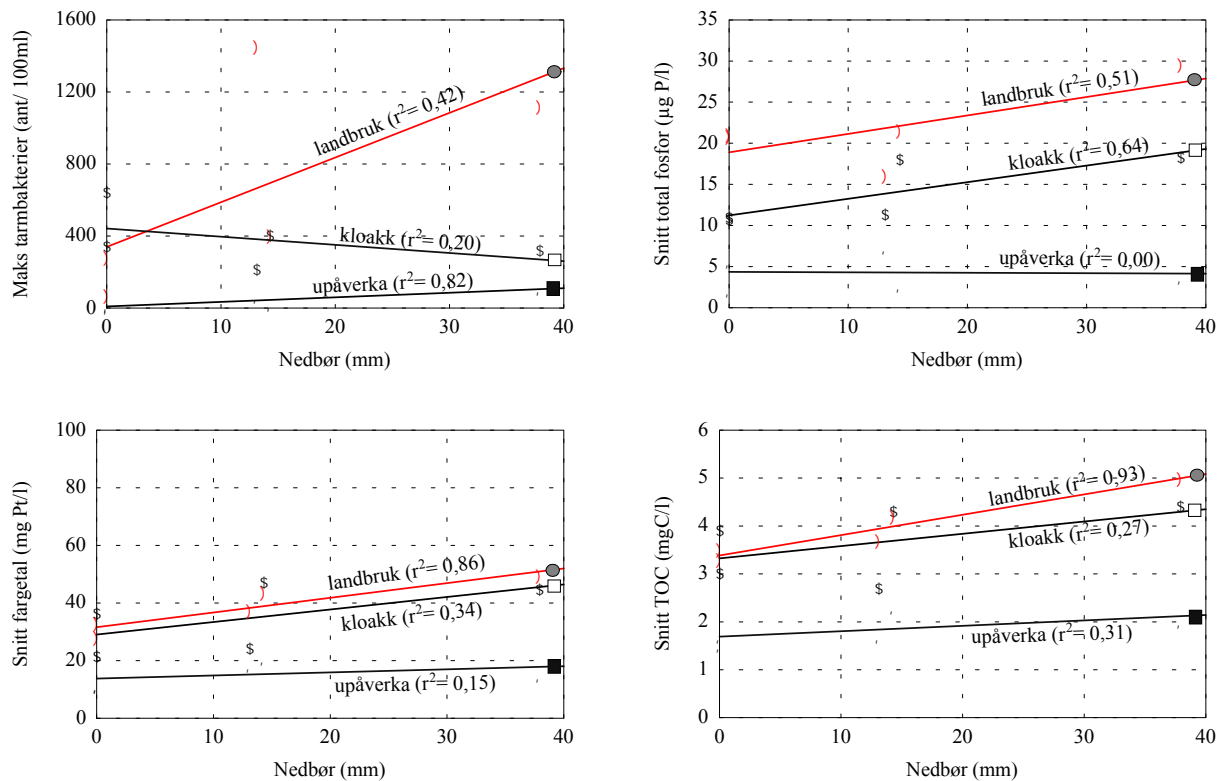 Maks tarmbakterier (ant/ 100ml)
1600
1200
800
400
0
landbruk (r²= 0,42)
kloakk (r²= 0,20)
upåverka (r²= 0,82)
0 10 20 30 40
Nedbør (mm)
Snitt total fosfor (µg P/l)
35
30
25
20
15
10
5
0
landbruk (r²= 0,51)
kloakk (r²= 0,64)
upåverka (r²= 0,00)
0 10 20 30 40
Nedbør (mm)
Snitt fargetal (mg Pt/l)
100
80
60
40
20
0
landbruk (r²= 0,86)
kloakk (r²= 0,34)
upåverka (r²= 0,15)
0 10 20 30 40
Nedbør (mm)
Snitt TOC (mgC/l)
6
5
4
3
2
1
0
landbruk (r²= 0,93)
kloakk (r²= 0,27)
upåverka (r²= 0,31)
0 10 20 30 40
Nedbør (mm)